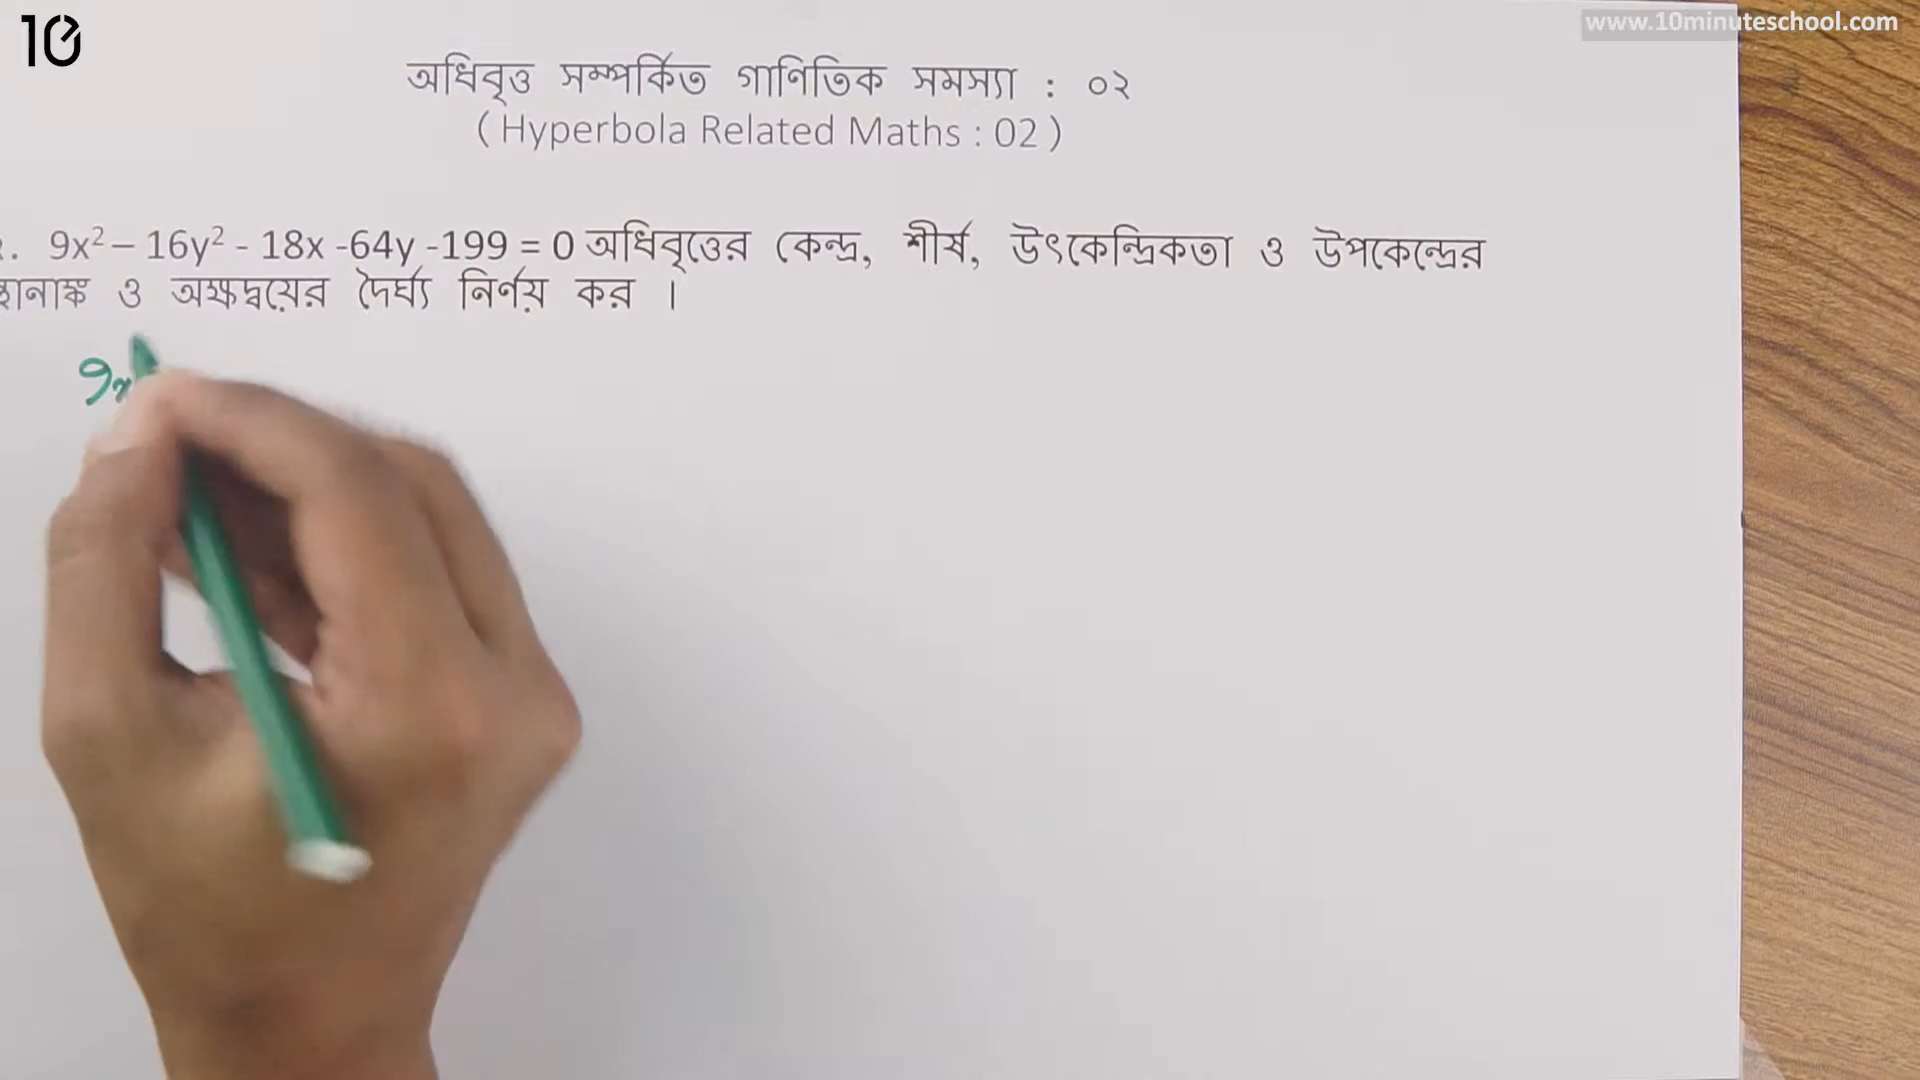 10
www.10minuteschool.com
অধিবৃত্ত সম্পর্কিত গাণিতিক সমস্যা : ০২
( Hyperbola Related Maths : 02 )
. 9x² – 16y² - 18x -64y -199 = 0 অধিবৃত্তের কেন্দ্র, শীর্ষ, উৎকেন্দ্রিকতা ও উপকেন্দ্রের
ও অক্ষদ্বয়ের দৈর্ঘ্য নির্ণয় কর ।
9x